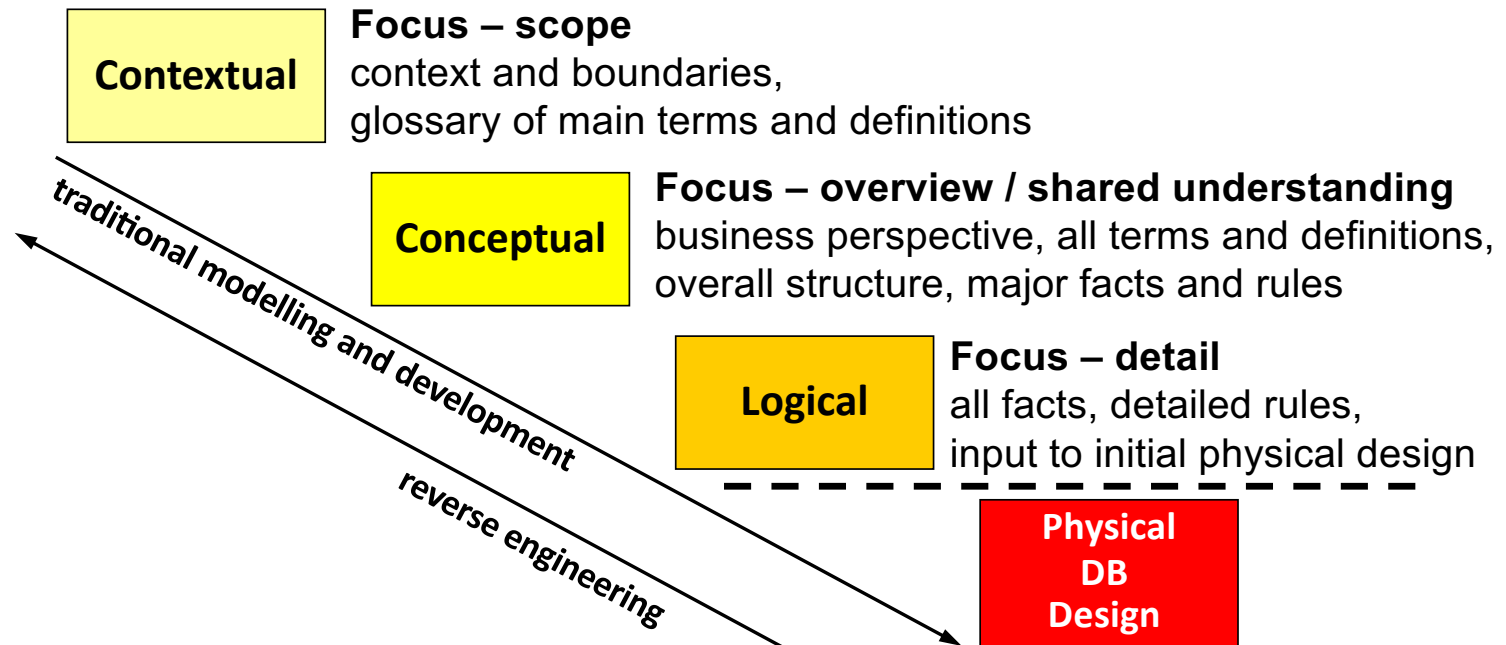 Contextual
Focus – scope
context and boundaries,
glossary of main terms and definitions
Conceptual
Focus – overview / shared understanding
business perspective, all terms and definitions,
overall structure, major facts and rules
traditional modelling and development
Logical
Focus – detail
all facts, detailed rules,
input to initial physical design
reverse engineering
Physical
DB
Design